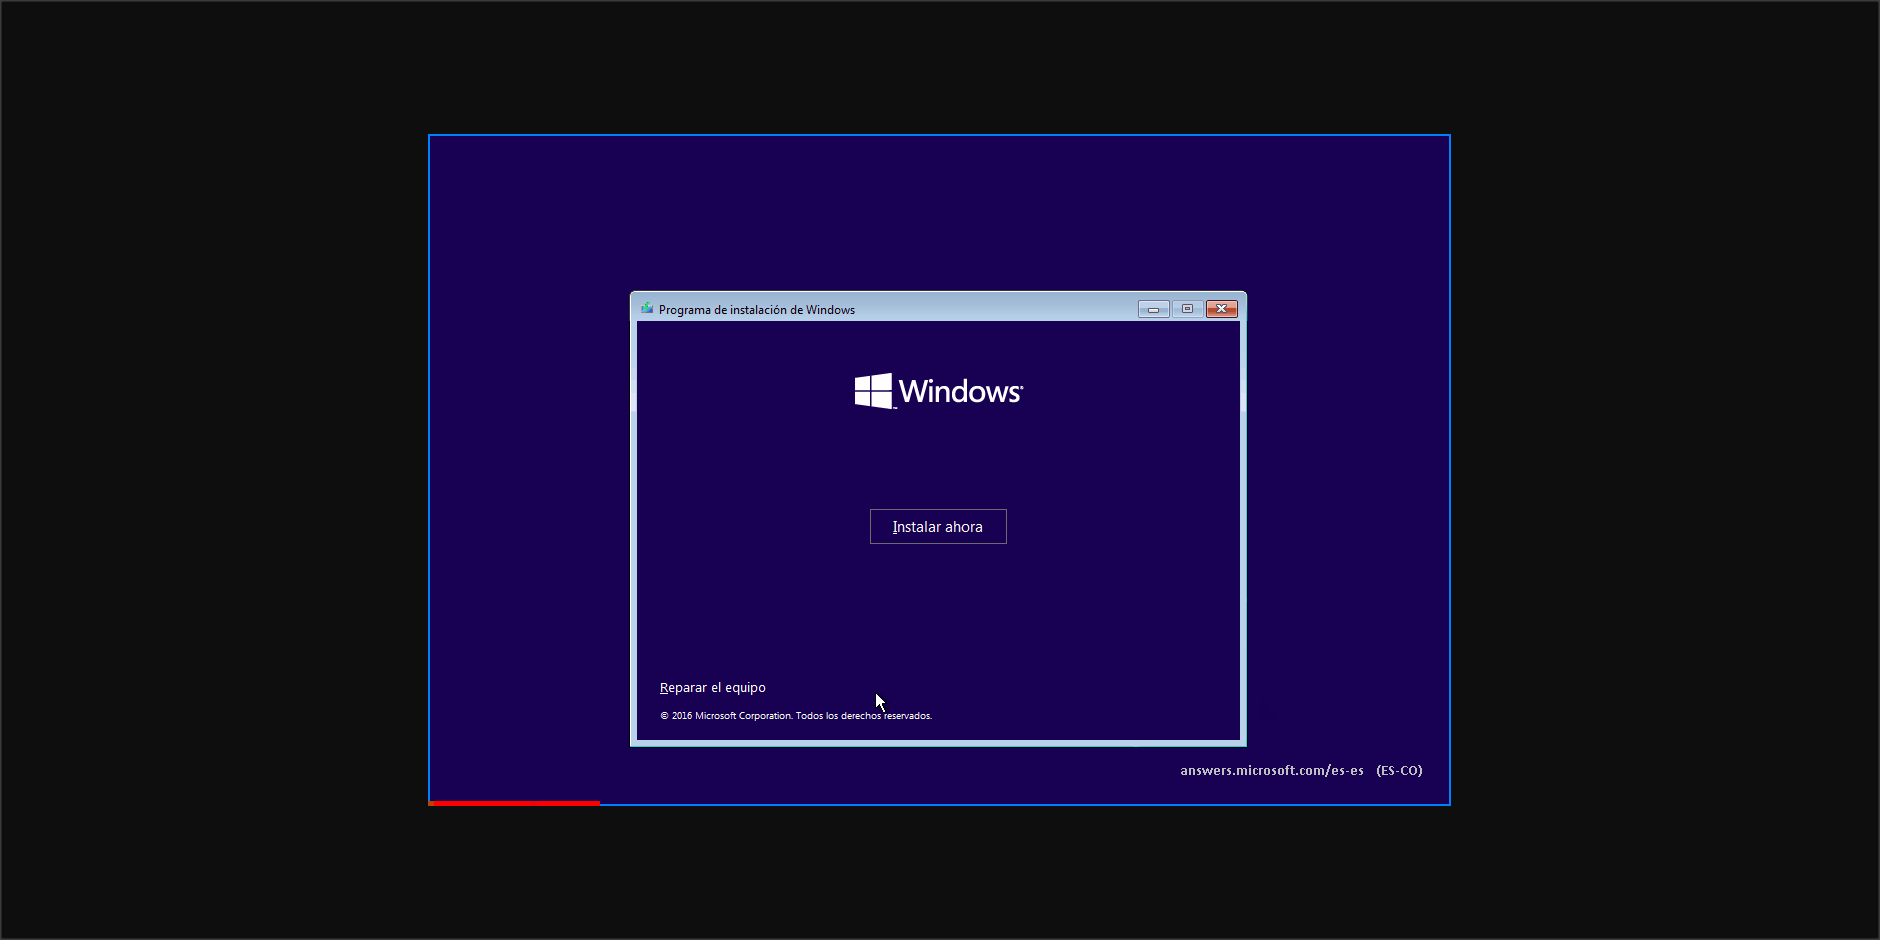 Programa de instalación de Windows
Windows
Instalar ahora
Reparar el equipo
© 2016 Microsoft Corporation. Todos los derechos reservados.
answers.microsoft.com/es-es (ES-CO)